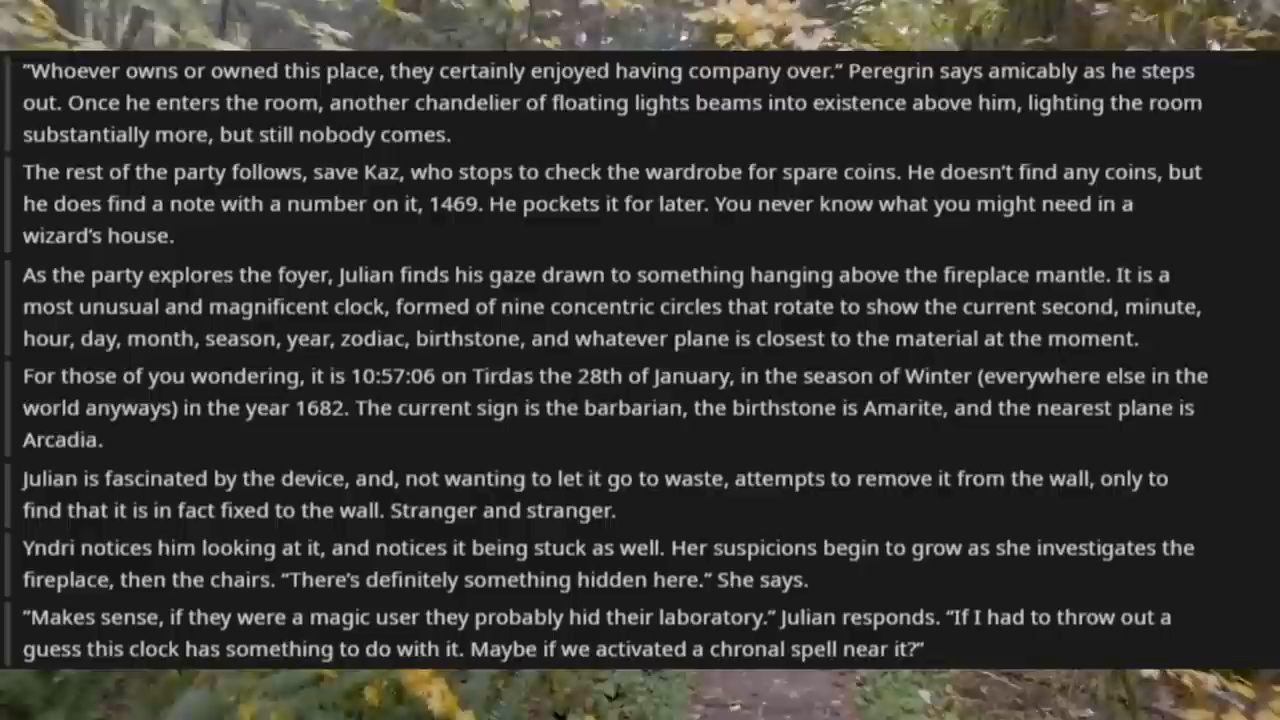 “Whoever owns or owned this place, they certainly enjoyed having company over.” Peregrin says amicably as he steps
out. Once he enters the room, another chandelier of floating lights beams into existence above him, lighting the room
substantially more, but still nobody comes.
The rest of the party follows, save Kaz, who stops to check the wardrobe for spare coins. He doesn’t find any coins, but
he does find a note with a number on it, 1469. He pockets it for later. You never know what you might need in a
wizard’s house.
As the party explores the foyer, Julian finds his gaze drawn to something hanging above the fireplace mantle. It is a
most unusual and magnificent clock, formed of nine concentric circles that rotate to show the current second, minute,
hour, day, month, season, year, zodiac, birthstone, and whatever plane is closest to the material at the moment.
For those of you wondering, it is 10:57:06 on Tirdas the 28th of January, in the season of Winter (everywhere else in the
world anyways) in the year 1682. The current sign is the barbarian, the birthstone is Amarite, and the nearest plane is
Arcadia.
Julian is fascinated by the device, and, not wanting to let it go to waste, attempts to remove it from the wall, only to
find that it is in fact fixed to the wall. Stranger and stranger.
Yndri notices him looking at it, and notices it being stuck as well. Her suspicions begin to grow as she investigates the
fireplace, then the chairs. “There’s definitely something hidden here.” She says.
“Makes sense, if they were a magic user they probably hid their laboratory.” Julian responds. “If I had to throw out a
guess this clock has something to do with it. Maybe if we activated a chronal spell near it?”